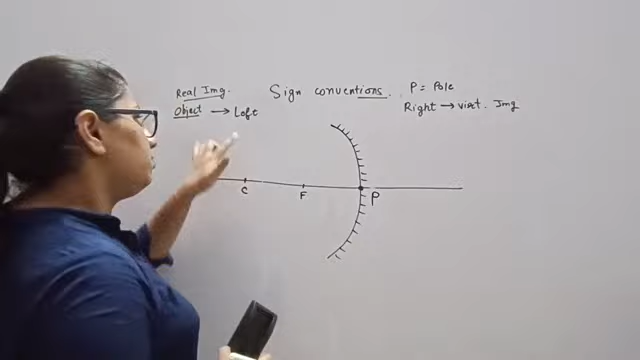 Real Img.
Object → Left
Sign conventions.
P = Pole
Right → virt. Img
C
F
P